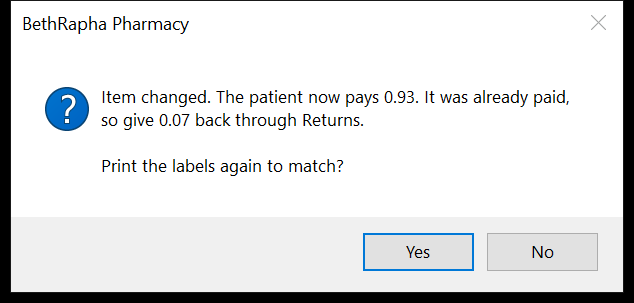 BethRapha Pharmacy
Item changed. The patient now pays 0.93. It was already paid,
so give 0.07 back through Returns.
Print the labels again to match?
Yes
No